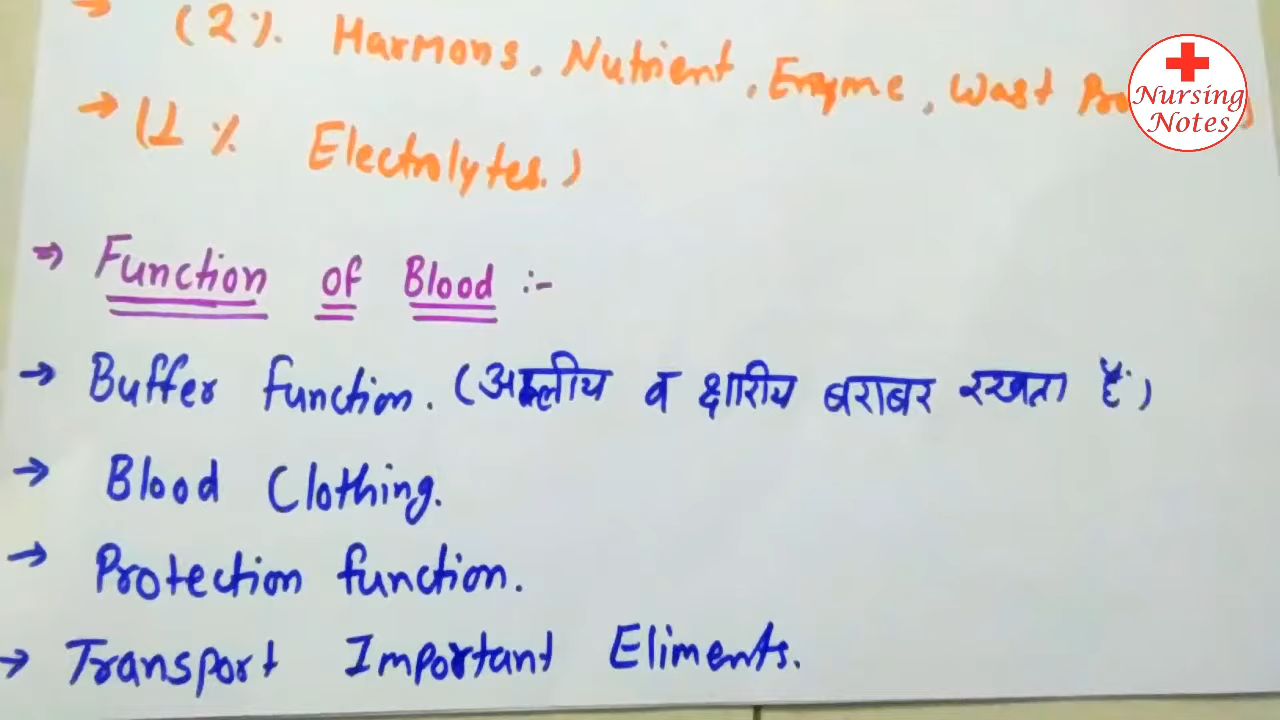 → (2 %. Harmons, Nutrient, Enzyme, Wast
→ (1 % Electrolytes.)
⇒ Function of Blood :-
→ Buffer function. (अम्लीय व क्षारीय बराबर रखता हैं)
→ Blood Clothing.
→ Protection function.
→ Transport Important Eliments.
Nursing
Notes